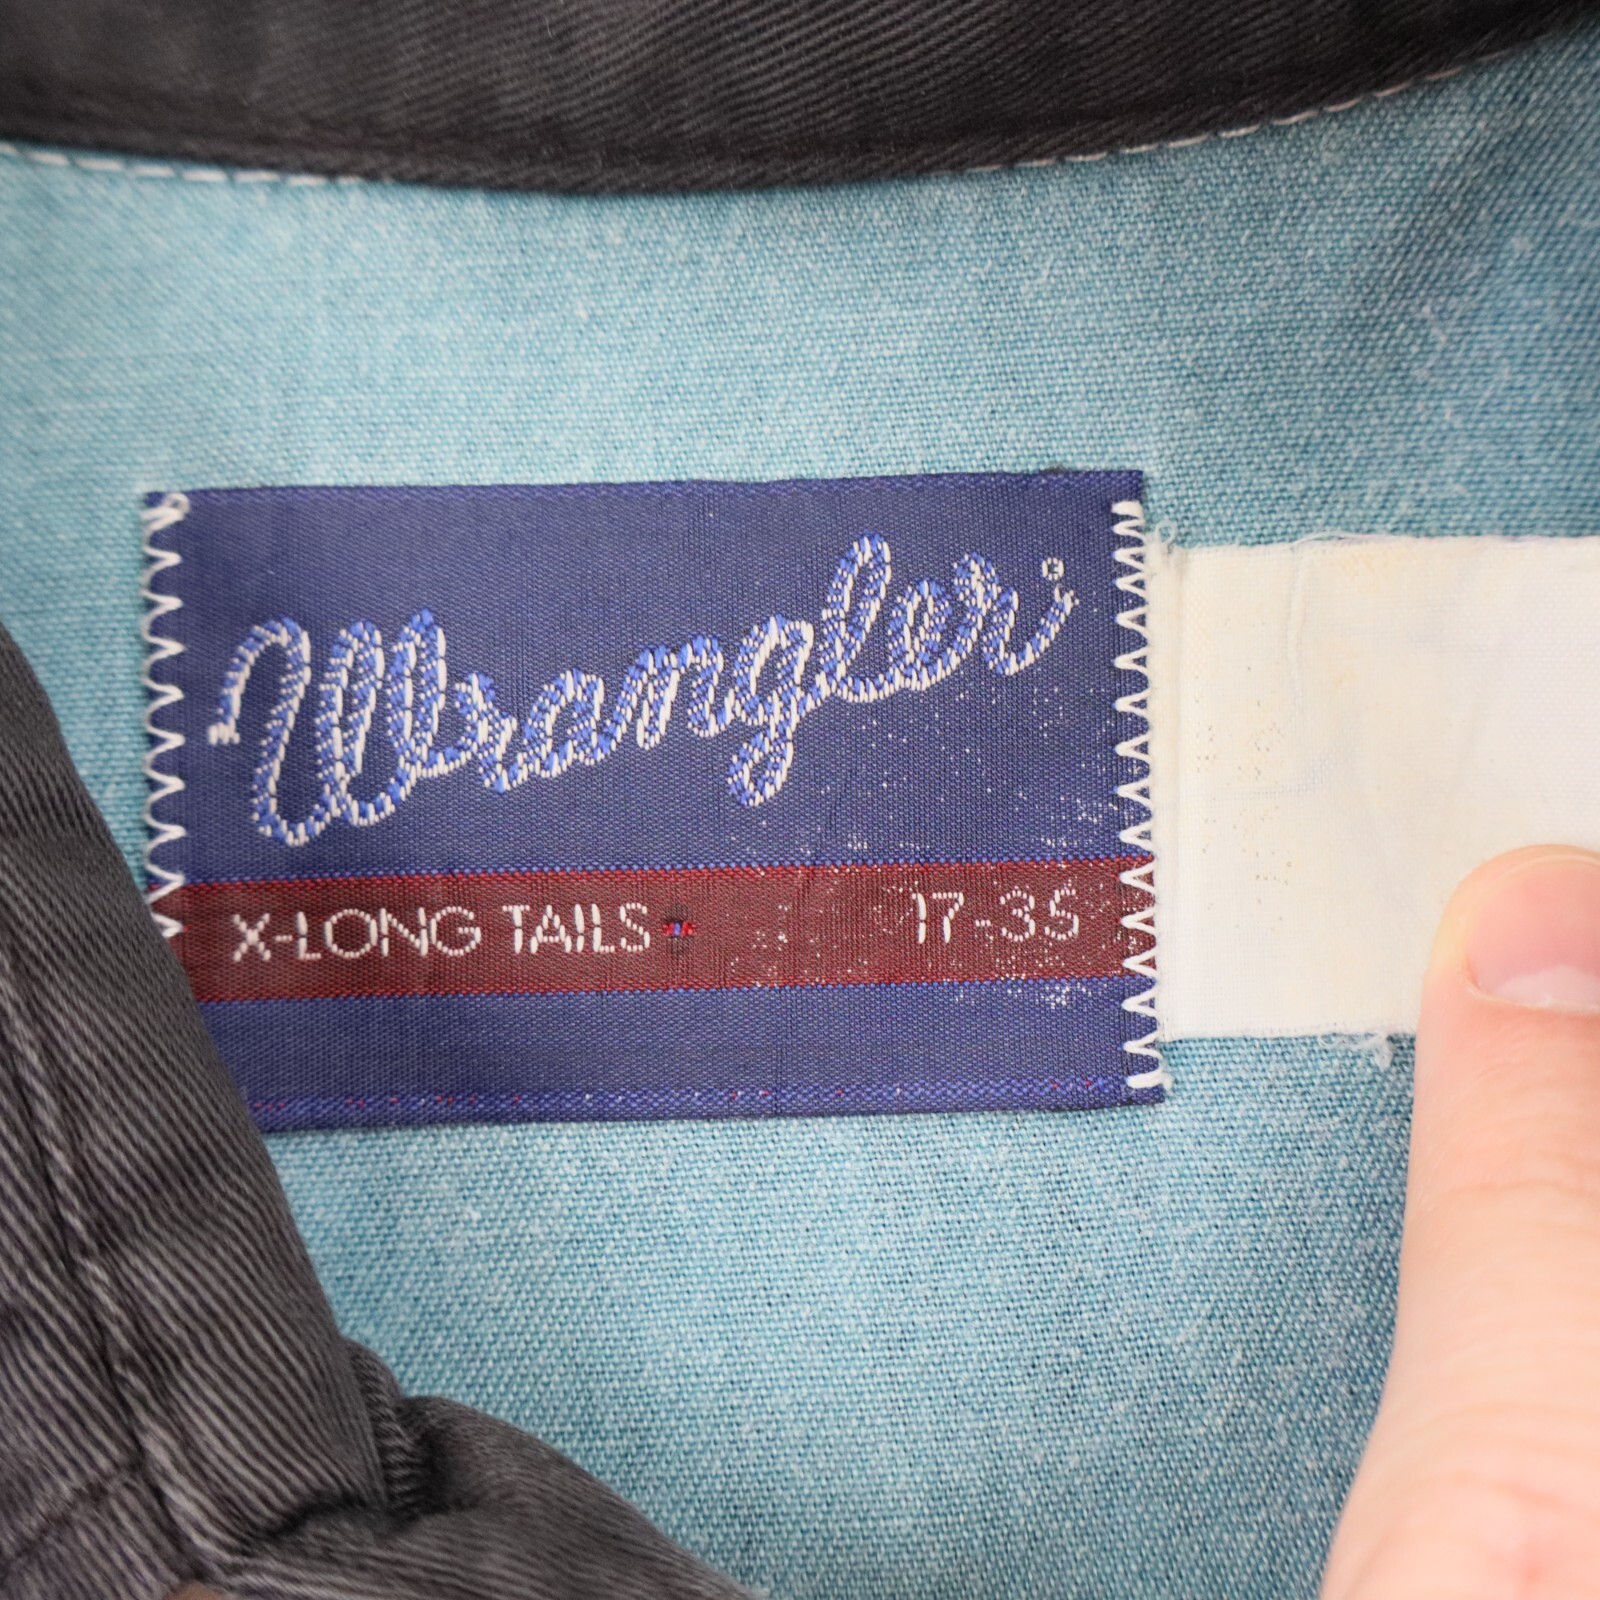 Wrangler®
X-LONG TAILS 17-35